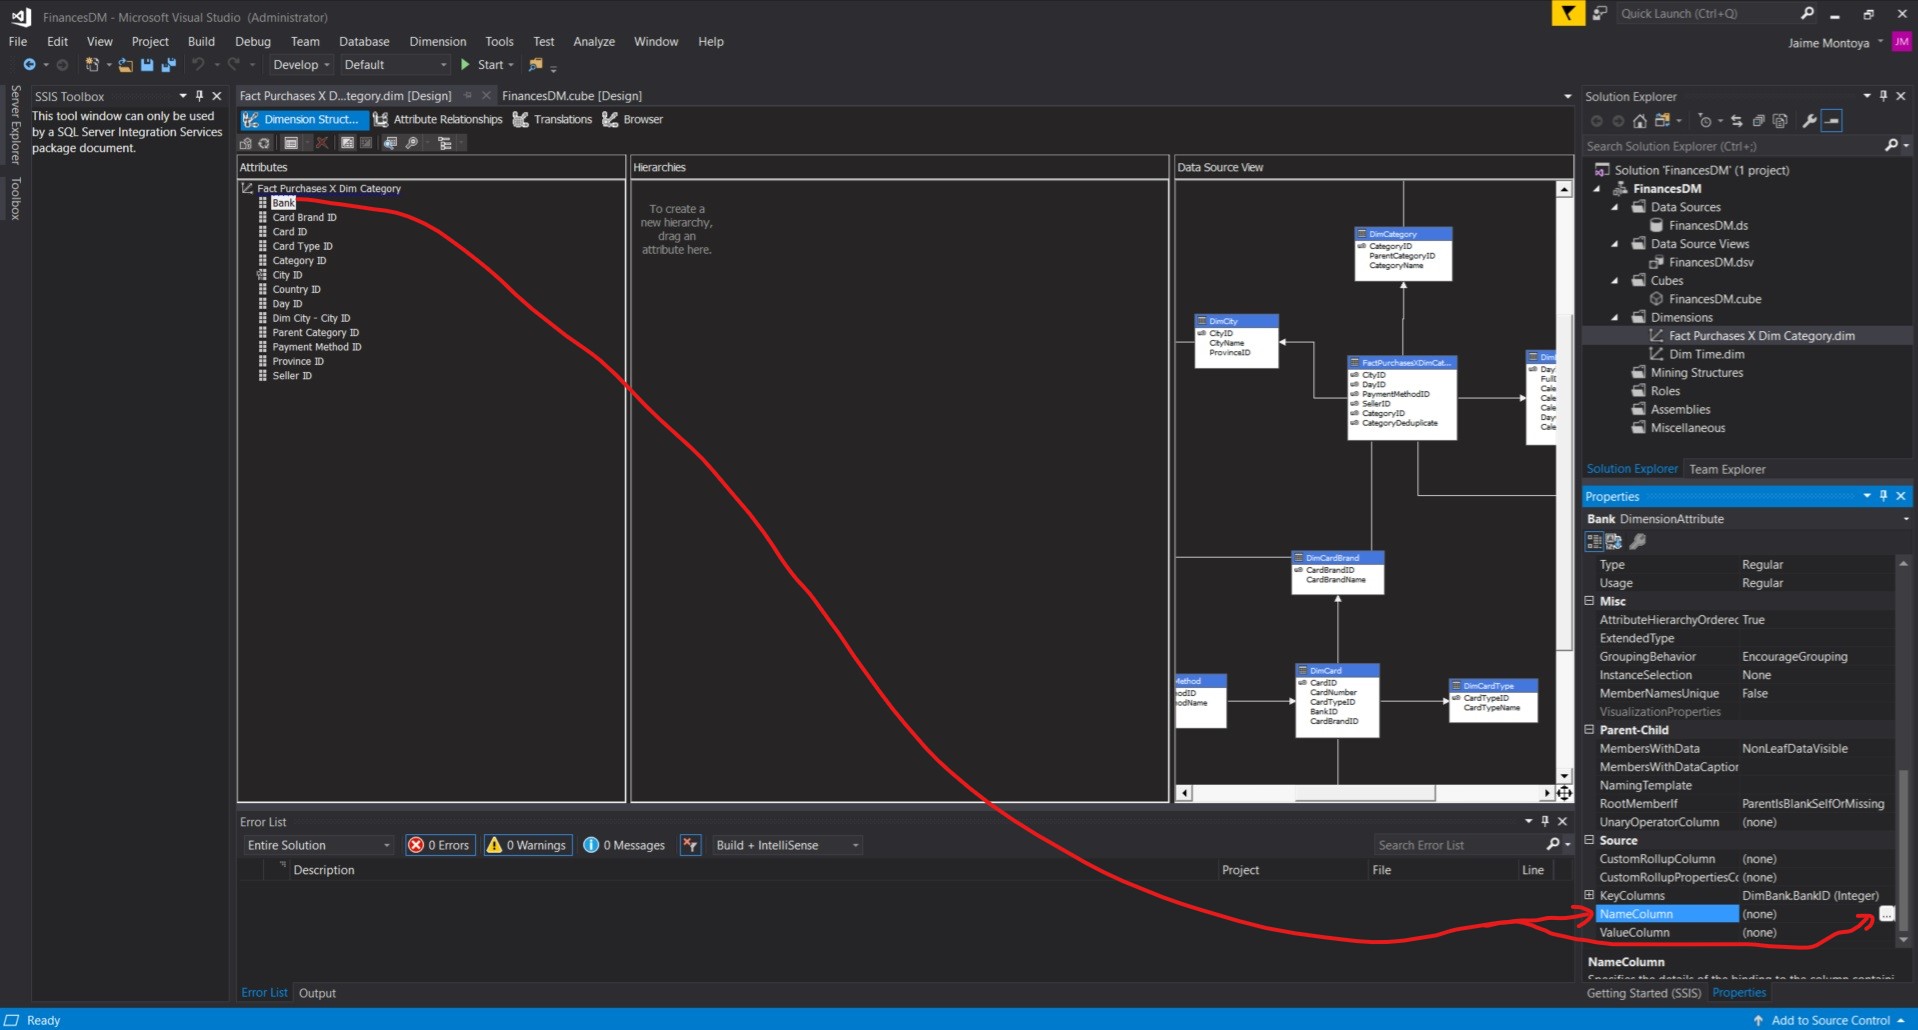 FinancesDM - Microsoft Visual Studio (Administrator)
Quick Launch (Ctrl+Q)
File Edit View Project Build Debug Team Database Dimension Tools Test Analyze Window Help
Jaime Montoya JM
Develop Default Start
Server Explorer
Toolbox
SSIS Toolbox
This tool window can only be used
by a SQL Server Integration Services
package document.
Fact Purchases X D...tegory.dim [Design] FinancesDM.cube [Design]
Dimension Struct... Attribute Relationships Translations Browser
Attributes
Fact Purchases X Dim Category
Bank
Card Brand ID
Card ID
Card Type ID
Category ID
City ID
Country ID
Day ID
Dim City - City ID
Parent Category ID
Payment Method ID
Province ID
Seller ID
Hierarchies
To create a
new hierarchy,
drag an
attribute here.
Data Source View
DimCategory
CategoryID
ParentCategoryID
CategoryName
DimCity
CityID
CityName
ProvinceID
FactPurchasesXDimCat...
CityID
DayID
PaymentMethodID
SellerID
CategoryID
CategoryDeduplicate
Dim
Day
Full
Cale
Cale
Cale
Day
Cale
DimCardBrand
CardBrandID
CardBrandName
Method
odID
odName
DimCard
CardID
CardNumber
CardTypeID
BankID
CardBrandID
DimCardType
CardTypeID
CardTypeName
Error List
Entire Solution 0 Errors 0 Warnings 0 Messages Build + IntelliSense Search Error List
Description Project File Line
Error List Output
Solution Explorer
Search Solution Explorer (Ctrl+;)
Solution 'FinancesDM' (1 project)
FinancesDM
Data Sources
FinancesDM.ds
Data Source Views
FinancesDM.dsv
Cubes
FinancesDM.cube
Dimensions
Fact Purchases X Dim Category.dim
Dim Time.dim
Mining Structures
Roles
Assemblies
Miscellaneous
Solution Explorer Team Explorer
Properties
Bank DimensionAttribute
Type Regular
Usage Regular
Misc
AttributeHierarchyOrdered True
ExtendedType
GroupingBehavior EncourageGrouping
InstanceSelection None
MemberNamesUnique False
VisualizationProperties
Parent-Child
MembersWithData NonLeafDataVisible
MembersWithDataCaption
NamingTemplate
RootMemberIf ParentIsBlankSelfOrMissing
UnaryOperatorColumn (none)
Source
CustomRollupColumn (none)
CustomRollupPropertiesCo (none)
KeyColumns DimBank.BankID (Integer)
NameColumn (none) ...
ValueColumn (none)
NameColumn
Specifies the details of the binding to the column containi
Getting Started (SSIS) Properties
Ready
Add to Source Control